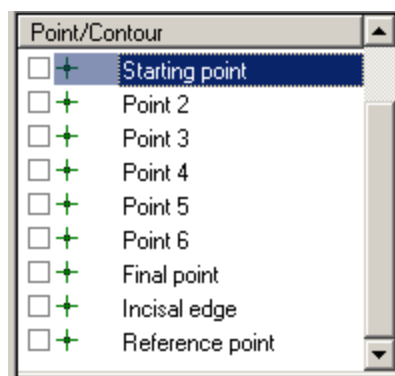 Point/Contour
Starting point
Point 2
Point 3
Point 4
Point 5
Point 6
Final point
Incisal edge
Reference point